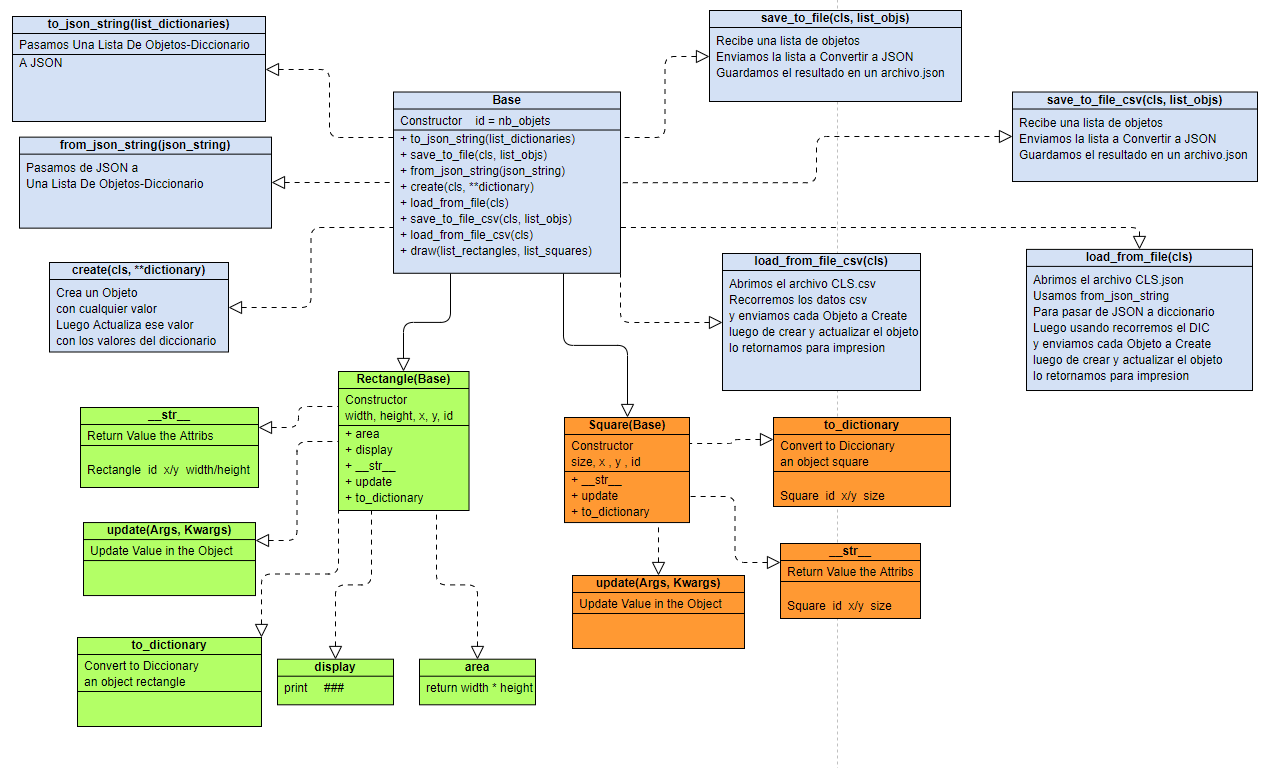 to_json_string(list_dictionaries)
Pasamos Una Lista De Objetos-Diccionario
A JSON
from_json_string(json_string)
Pasamos de JSON a
Una Lista De Objetos-Diccionario
create(cls, **dictionary)
Crea un Objeto
con cualquier valor
Luego Actualiza ese valor
con los valores del diccionario
Base
Constructor id = nb_objets
+ to_json_string(list_dictionaries)
+ save_to_file(cls, list_objs)
+ from_json_string(json_string)
+ create(cls, **dictionary)
+ load_from_file(cls)
+ save_to_file_csv(cls, list_objs)
+ load_from_file_csv(cls)
+ draw(list_rectangles, list_squares)
save_to_file(cls, list_objs)
Recibe una lista de objetos
Enviamos la lista a Convertir a JSON
Guardamos el resultado en un archivo.json
save_to_file_csv(cls, list_objs)
Recibe una lista de objetos
Enviamos la lista a Convertir a JSON
Guardamos el resultado en un archivo.json
load_from_file_csv(cls)
Abrimos el archivo CLS.csv
Recorremos los datos csv
y enviamos cada Objeto a Create
luego de crear y actualizar el objeto
lo retornamos para impresion
load_from_file(cls)
Abrimos el archivo CLS.json
Usamos from_json_string
Para pasar de JSON a diccionario
Luego usando recorremos el DIC
y enviamos cada Objeto a Create
luego de crear y actualizar el objeto
lo retornamos para impresion
Rectangle(Base)
Constructor
width, height, x, y, id
+ area
+ display
+ __str__
+ update
+ to_dictionary
__str__
Return Value the Attribs
Rectangle id x/y width/height
update(Args, Kwargs)
Update Value in the Object
to_dictionary
Convert to Diccionary
an object rectangle
display
print ###
area
return width * height
Square(Base)
Constructor
size, x , y , id
+ __str__
+ update
+ to_dictionary
to_dictionary
Convert to Diccionary
an object square
Square id x/y size
__str__
Return Value the Attribs
Square id x/y size
update(Args, Kwargs)
Update Value in the Object